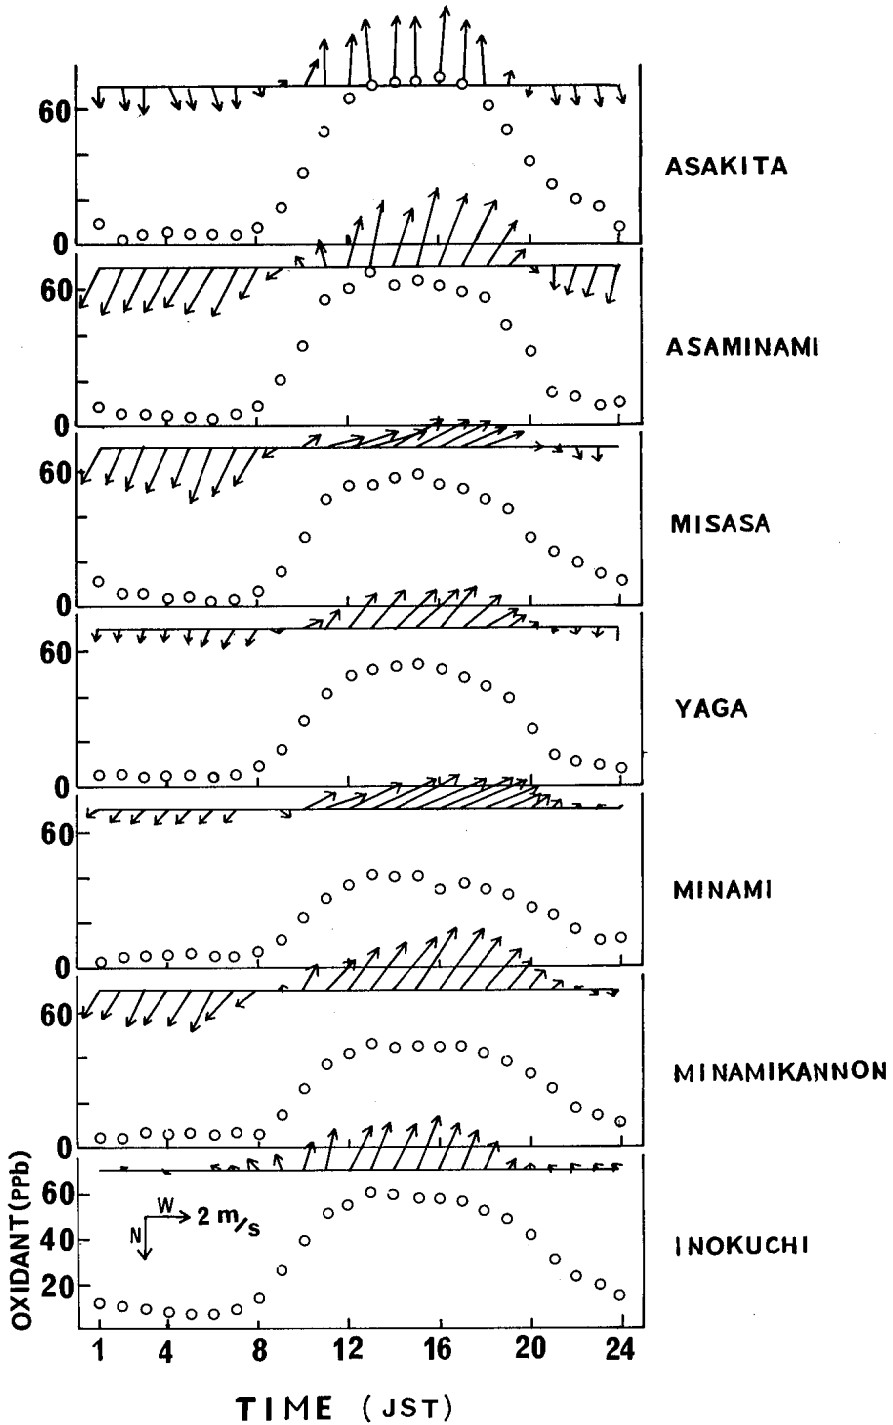 60
ASAKITA
0
60
ASAMINAMI
0
60
MISASA
0
60
YAGA
0
60
MINAMI
0
60
MINAMIKANNON
0
OXIDANT(PPb)
60
W
2 m/s
N
40
INOKUCHI
20
1 4 8 12 16 20 24
TIME (JST)